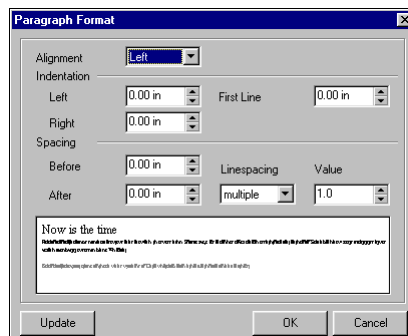 Paragraph Format
Alignment Left
Indentation
Left 0.00 in First Line 0.00 in
Right 0.00 in
Spacing
Before 0.00 in Linespacing Value
After 0.00 in multiple 1.0
Now is the time
Update OK Cancel